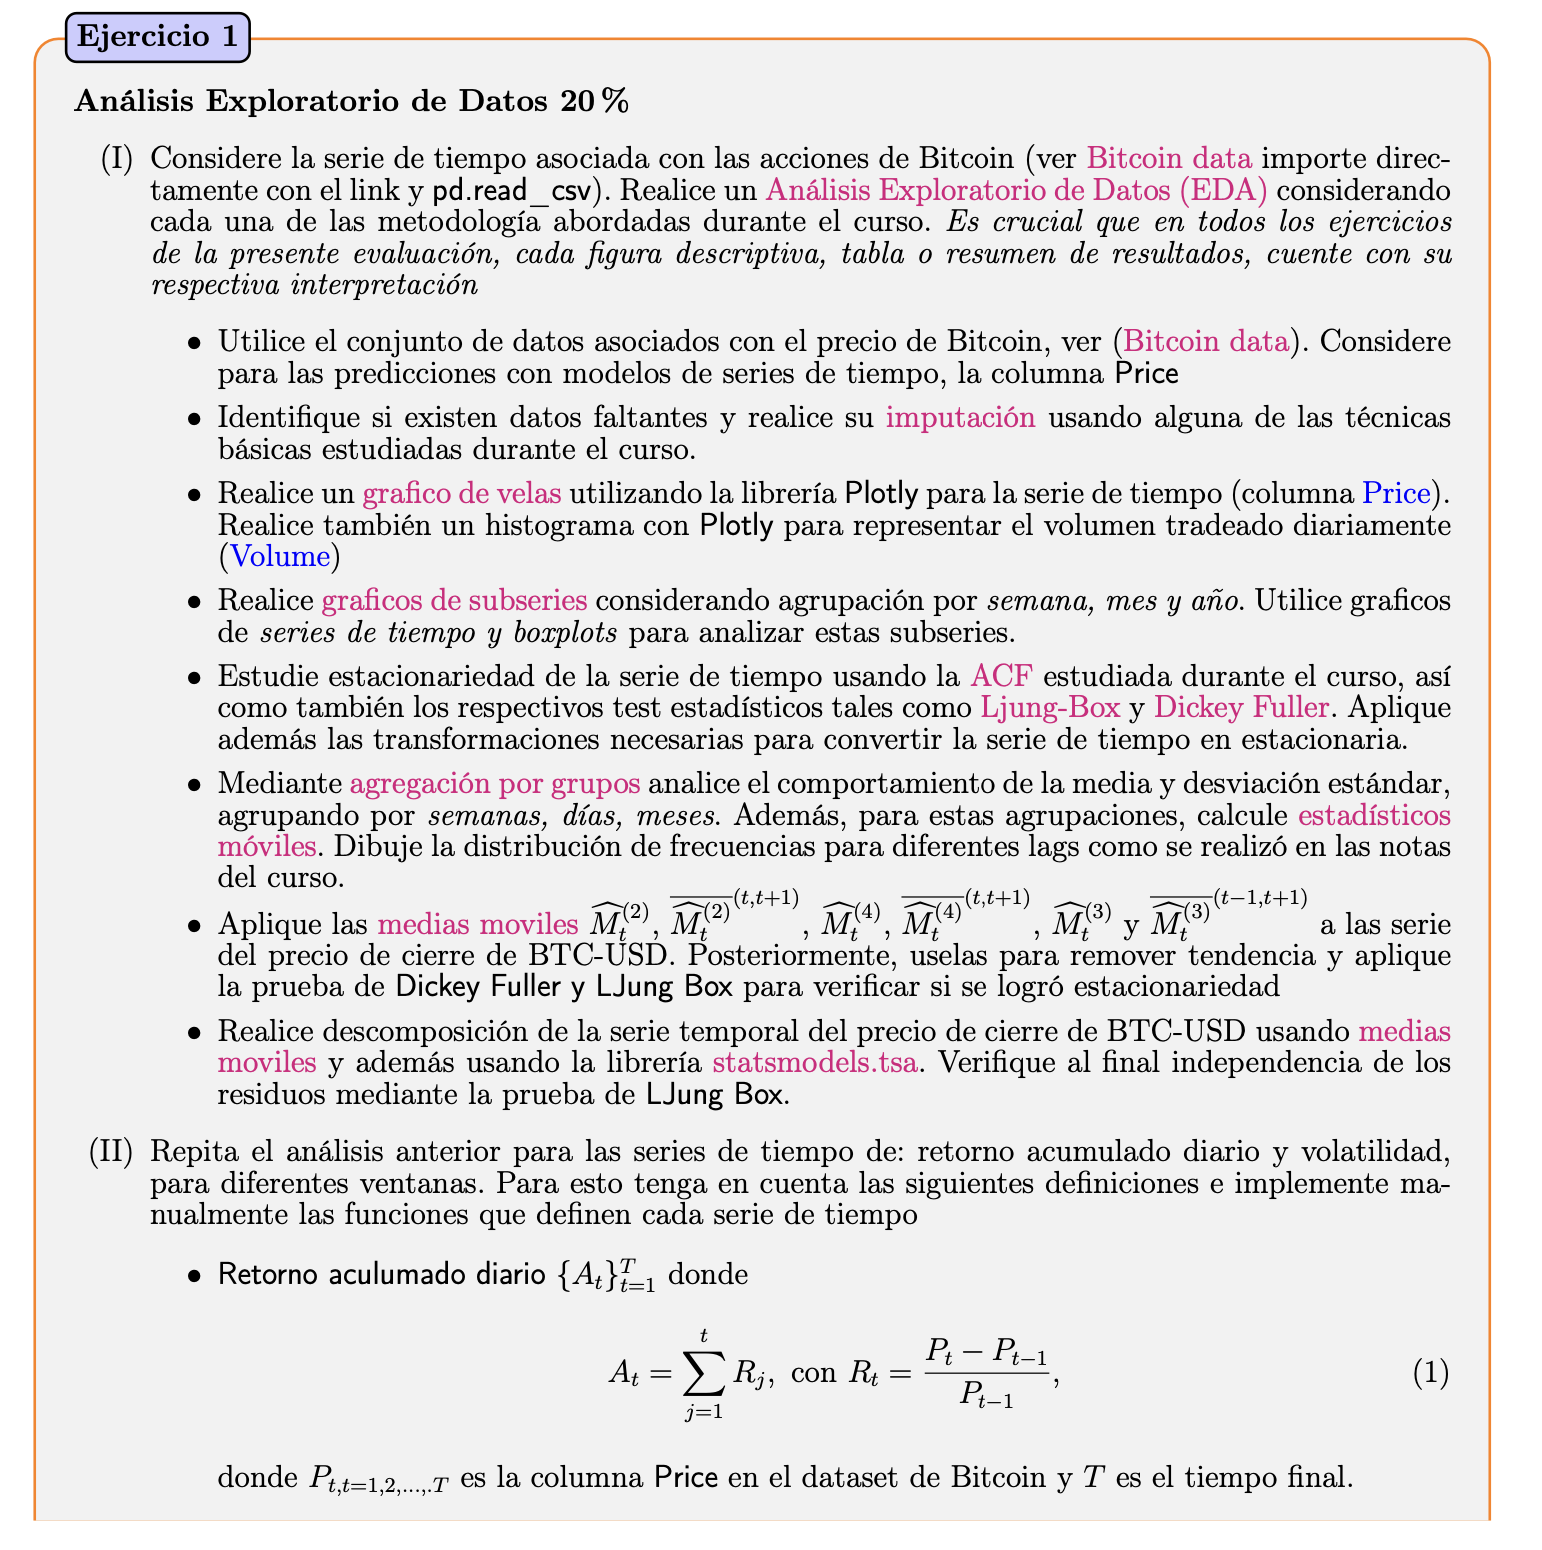 Ejercicio 1
Análisis Exploratorio de Datos 20 %
(I) Considere la serie de tiempo asociada con las acciones de Bitcoin (ver Bitcoin data importe direc-
tamente con el link y pd.read_csv). Realice un Análisis Exploratorio de Datos (EDA) considerando
cada una de las metodología abordadas durante el curso. Es crucial que en todos los ejercicios
de la presente evaluación, cada figura descriptiva, tabla o resumen de resultados, cuente con su
respectiva interpretación
• Utilice el conjunto de datos asociados con el precio de Bitcoin, ver (Bitcoin data). Considere
para las predicciones con modelos de series de tiempo, la columna Price
• Identifique si existen datos faltantes y realice su imputación usando alguna de las técnicas
básicas estudiadas durante el curso.
• Realice un grafico de velas utilizando la librería Plotly para la serie de tiempo (columna Price).
Realice también un histograma con Plotly para representar el volumen tradeado diariamente
(Volume)
• Realice graficos de subseries considerando agrupación por semana, mes y año. Utilice graficos
de series de tiempo y boxplots para analizar estas subseries.
• Estudie estacionariedad de la serie de tiempo usando la ACF estudiada durante el curso, así
como también los respectivos test estadísticos tales como Ljung-Box y Dickey Fuller. Aplique
además las transformaciones necesarias para convertir la serie de tiempo en estacionaria.
• Mediante agregación por grupos analice el comportamiento de la media y desviación estándar,
agrupando por semanas, días, meses. Además, para estas agrupaciones, calcule estadísticos
móviles. Dibuje la distribución de frecuencias para diferentes lags como se realizó en las notas
del curso.
• Aplique las medias moviles $\widehat{M}_t^{(2)}$, $\overline{\widehat{M}_t^{(2)}}^{(t,t+1)}$, $\widehat{M}_t^{(4)}$, $\overline{\widehat{M}_t^{(4)}}^{(t,t+1)}$, $\widehat{M}_t^{(3)}$ y $\overline{\widehat{M}_t^{(3)}}^{(t-1,t+1)}$ a las serie
del precio de cierre de BTC-USD. Posteriormente, uselas para remover tendencia y aplique
la prueba de Dickey Fuller y LJung Box para verificar si se logró estacionariedad
• Realice descomposición de la serie temporal del precio de cierre de BTC-USD usando medias
moviles y además usando la librería statsmodels.tsa. Verifique al final independencia de los
residuos mediante la prueba de LJung Box.
(II) Repita el análisis anterior para las series de tiempo de: retorno acumulado diario y volatilidad,
para diferentes ventanas. Para esto tenga en cuenta las siguientes definiciones e implemente ma-
nualmente las funciones que definen cada serie de tiempo
• Retorno aculumado diario $\{A_t\}_{t=1}^{T}$ donde
$A_t = \sum_{j=1}^{t} R_j, \text{ con } R_t = \frac{P_t - P_{t-1}}{P_{t-1}},$ (1)
donde $P_{t,t=1,2,\ldots,.T}$ es la columna Price en el dataset de Bitcoin y $T$ es el tiempo final.